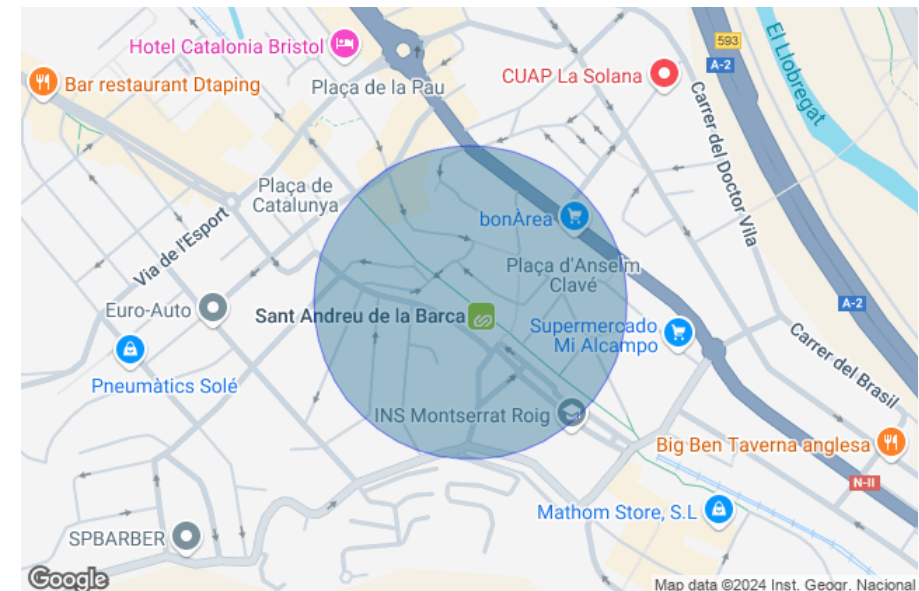 593
A-2
El Llobregat
Hotel Catalonia Bristol
CUAP La Solana
Bar restaurant Dtaping
Plaça de la Pau
Carrer del Doctor Vila
Plaça de
Catalunya
bonÀrea
Via de l'Esport
Plaça d'Anselm
Clavé
A-2
Euro-Auto
Sant Andreu de la Barca
Supermercado
Mi Alcampo
Carrer del Brasil
Pneumàtics Solé
INS Montserrat Roig
Big Ben Taverna anglesa
N-II
Mathom Store, S.L
SPBARBER
Google
Map data ©2024 Inst. Geogr. Nacional